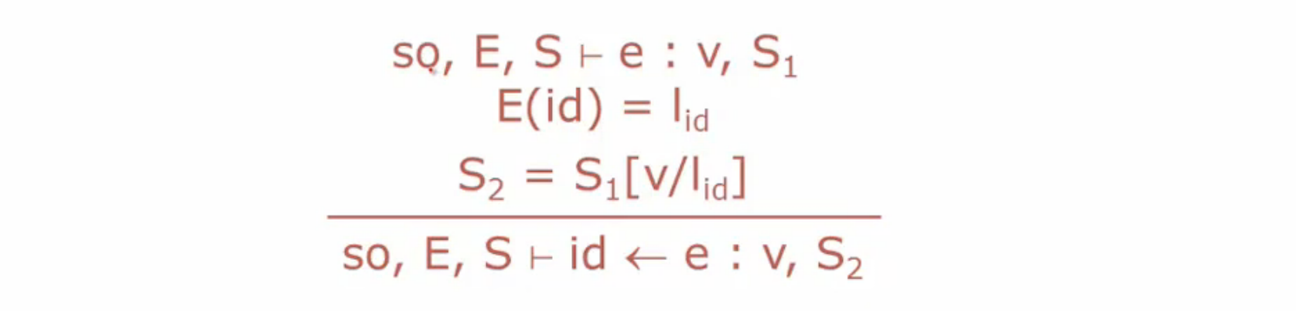 so, E, S ⊢ e : v, S₁
E(id) = l_id
S₂ = S₁[v/l_id]
so, E, S ⊢ id ← e : v, S₂